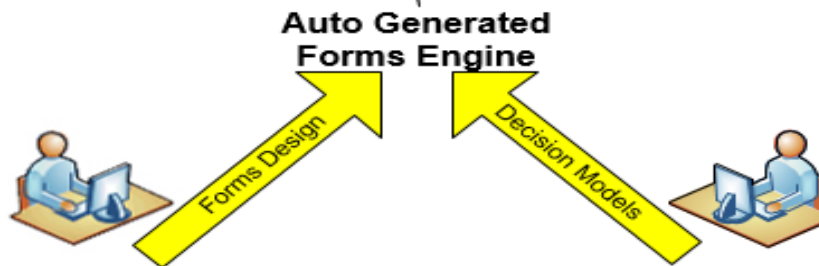 Auto Generated
Forms Engine
Forms Design
Decision Models